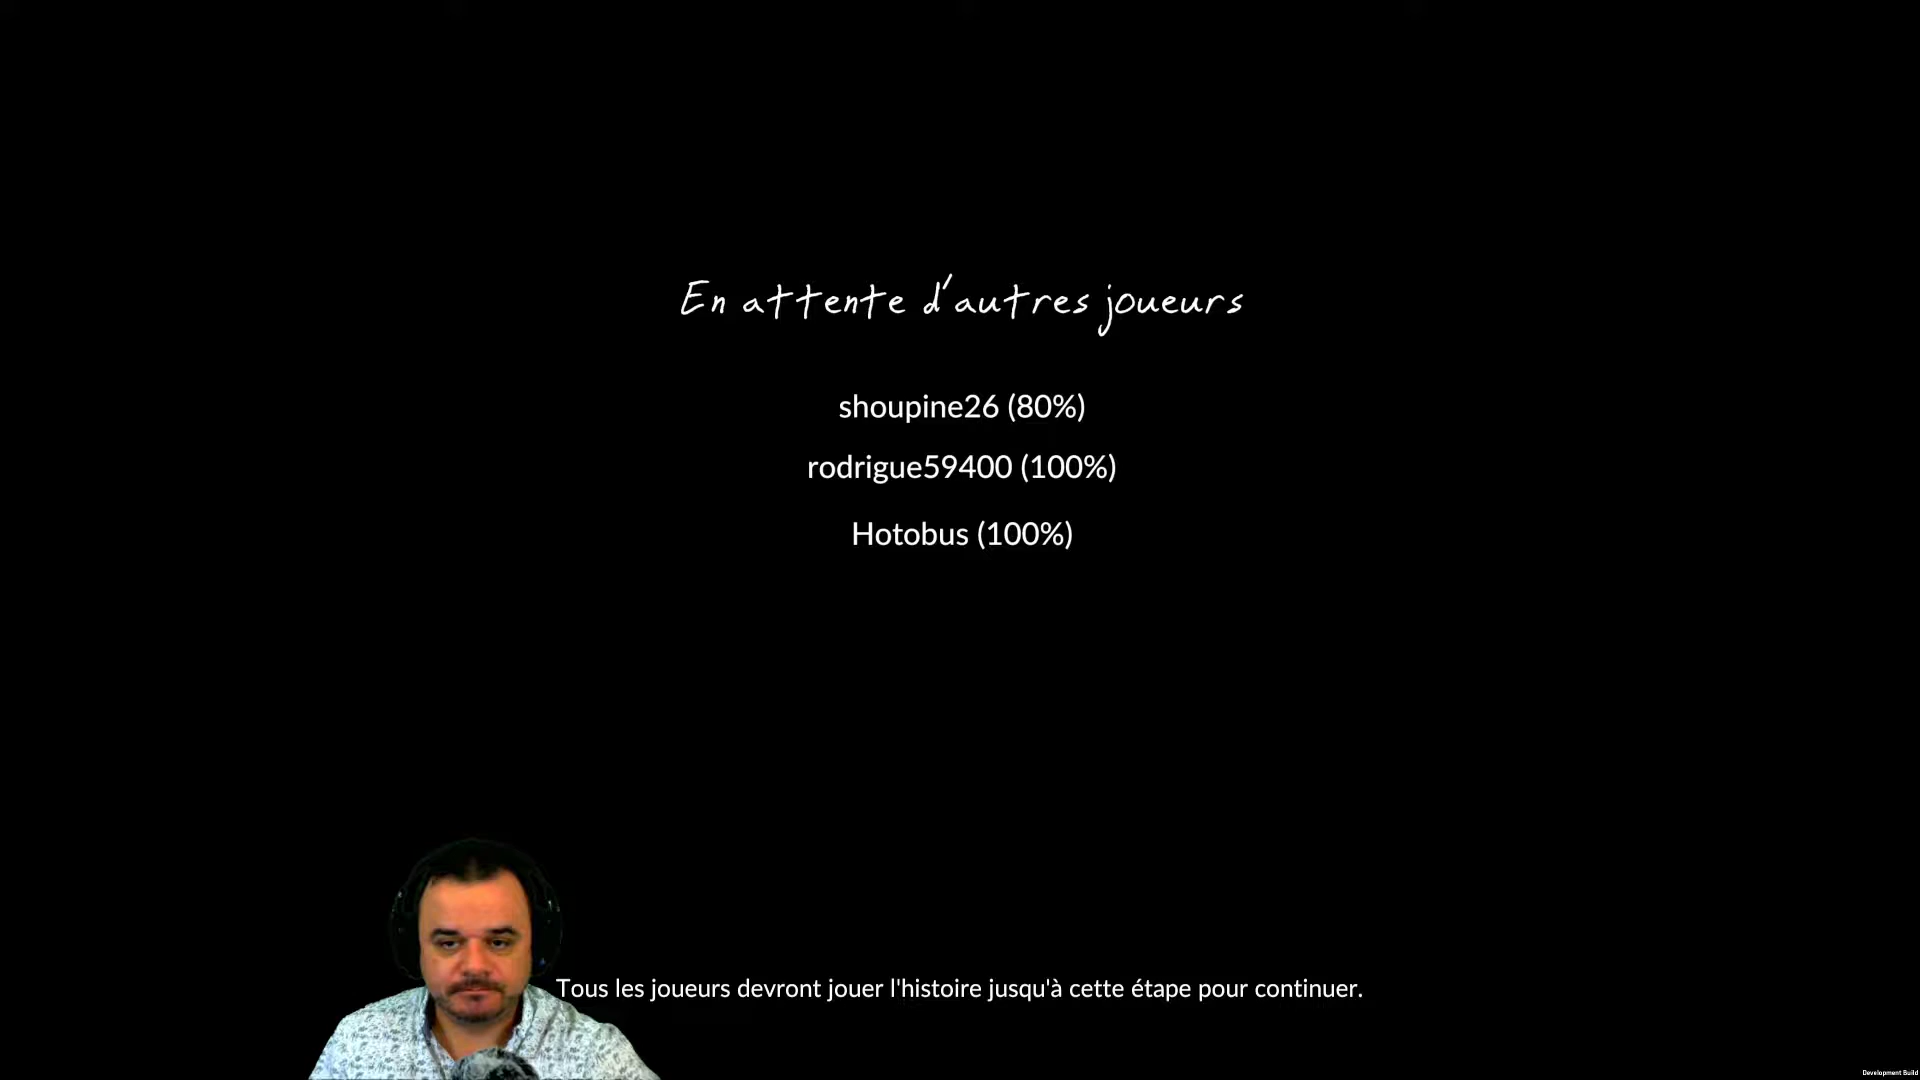 En attente d'autres joueurs
shoupine26 (80%)
rodrigue59400 (100%)
Hotobus (100%)
Tous les joueurs devront jouer l'histoire jusqu'à cette étape pour continuer.
Development Build